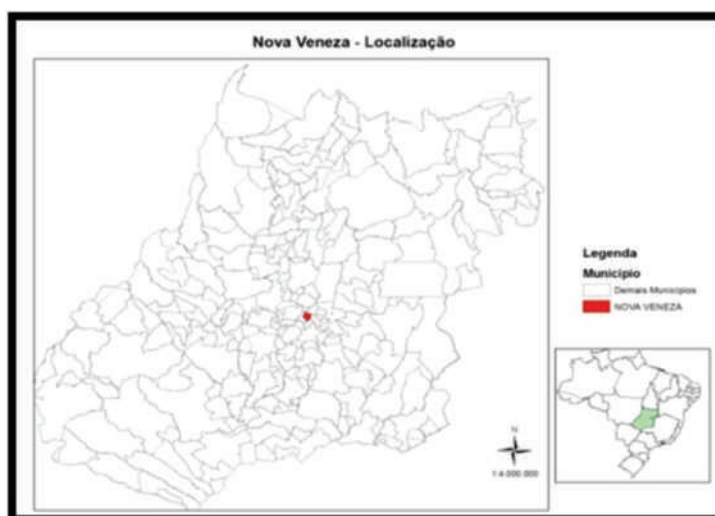 Nova Veneza - Localização
Legenda
Município
Demais Municípios
NOVA VENEZA
N
1:4.000.000